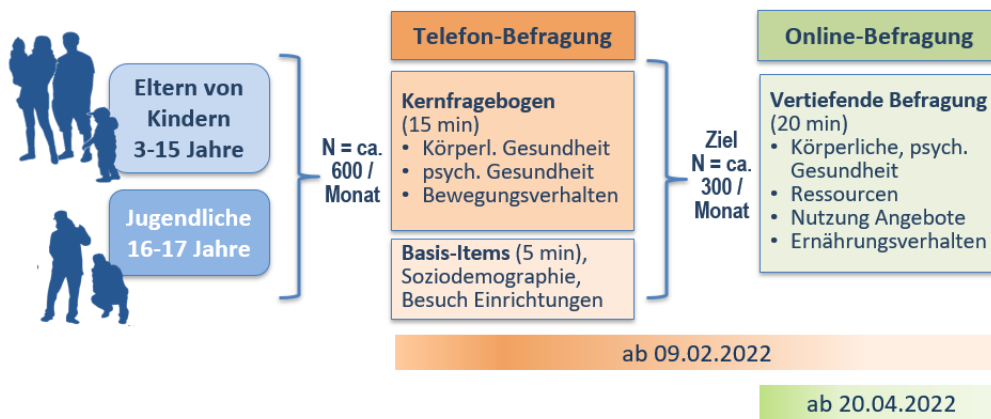 Eltern von
Kindern
3-15 Jahre
Jugendliche
16-17 Jahre
N = ca.
600 /
Monat
Telefon-Befragung
Kernfragebogen
(15 min)
• Körperl. Gesundheit
• psych. Gesundheit
• Bewegungsverhalten
Basis-Items (5 min),
Soziodemographie,
Besuch Einrichtungen
Ziel
N = ca.
300 /
Monat
Online-Befragung
Vertiefende Befragung
(20 min)
• Körperliche, psych.
Gesundheit
• Ressourcen
• Nutzung Angebote
• Ernährungsverhalten
ab 09.02.2022
ab 20.04.2022